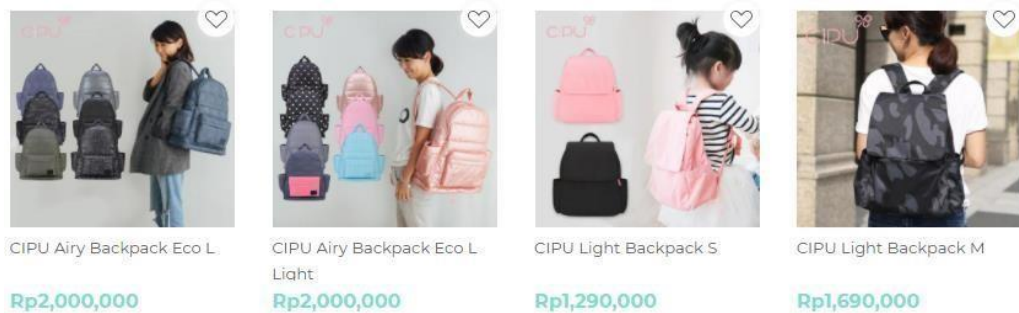 CIPU
CIPU
CIPU
CIPU
CIPU Airy Backpack Eco L
CIPU Airy Backpack Eco L
Light
CIPU Light Backpack S
CIPU Light Backpack M
Rp2,000,000
Rp2,000,000
Rp1,290,000
Rp1,690,000